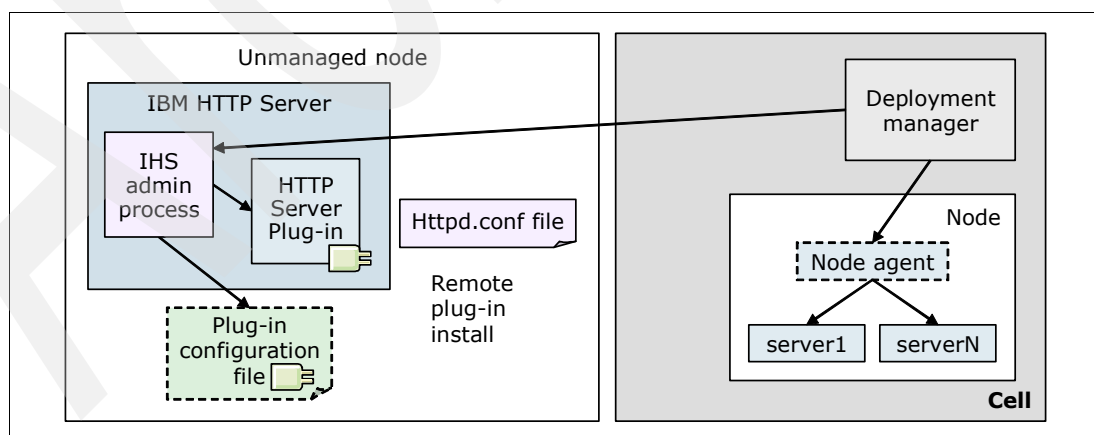 Unmanaged node
IBM HTTP Server
IHS
admin
process
HTTP
Server
Plug-in
Httpd.conf file
Remote
plug-in
install
Plug-in
configuration
file
Deployment
manager
Node
Node agent
server1
serverN
Cell